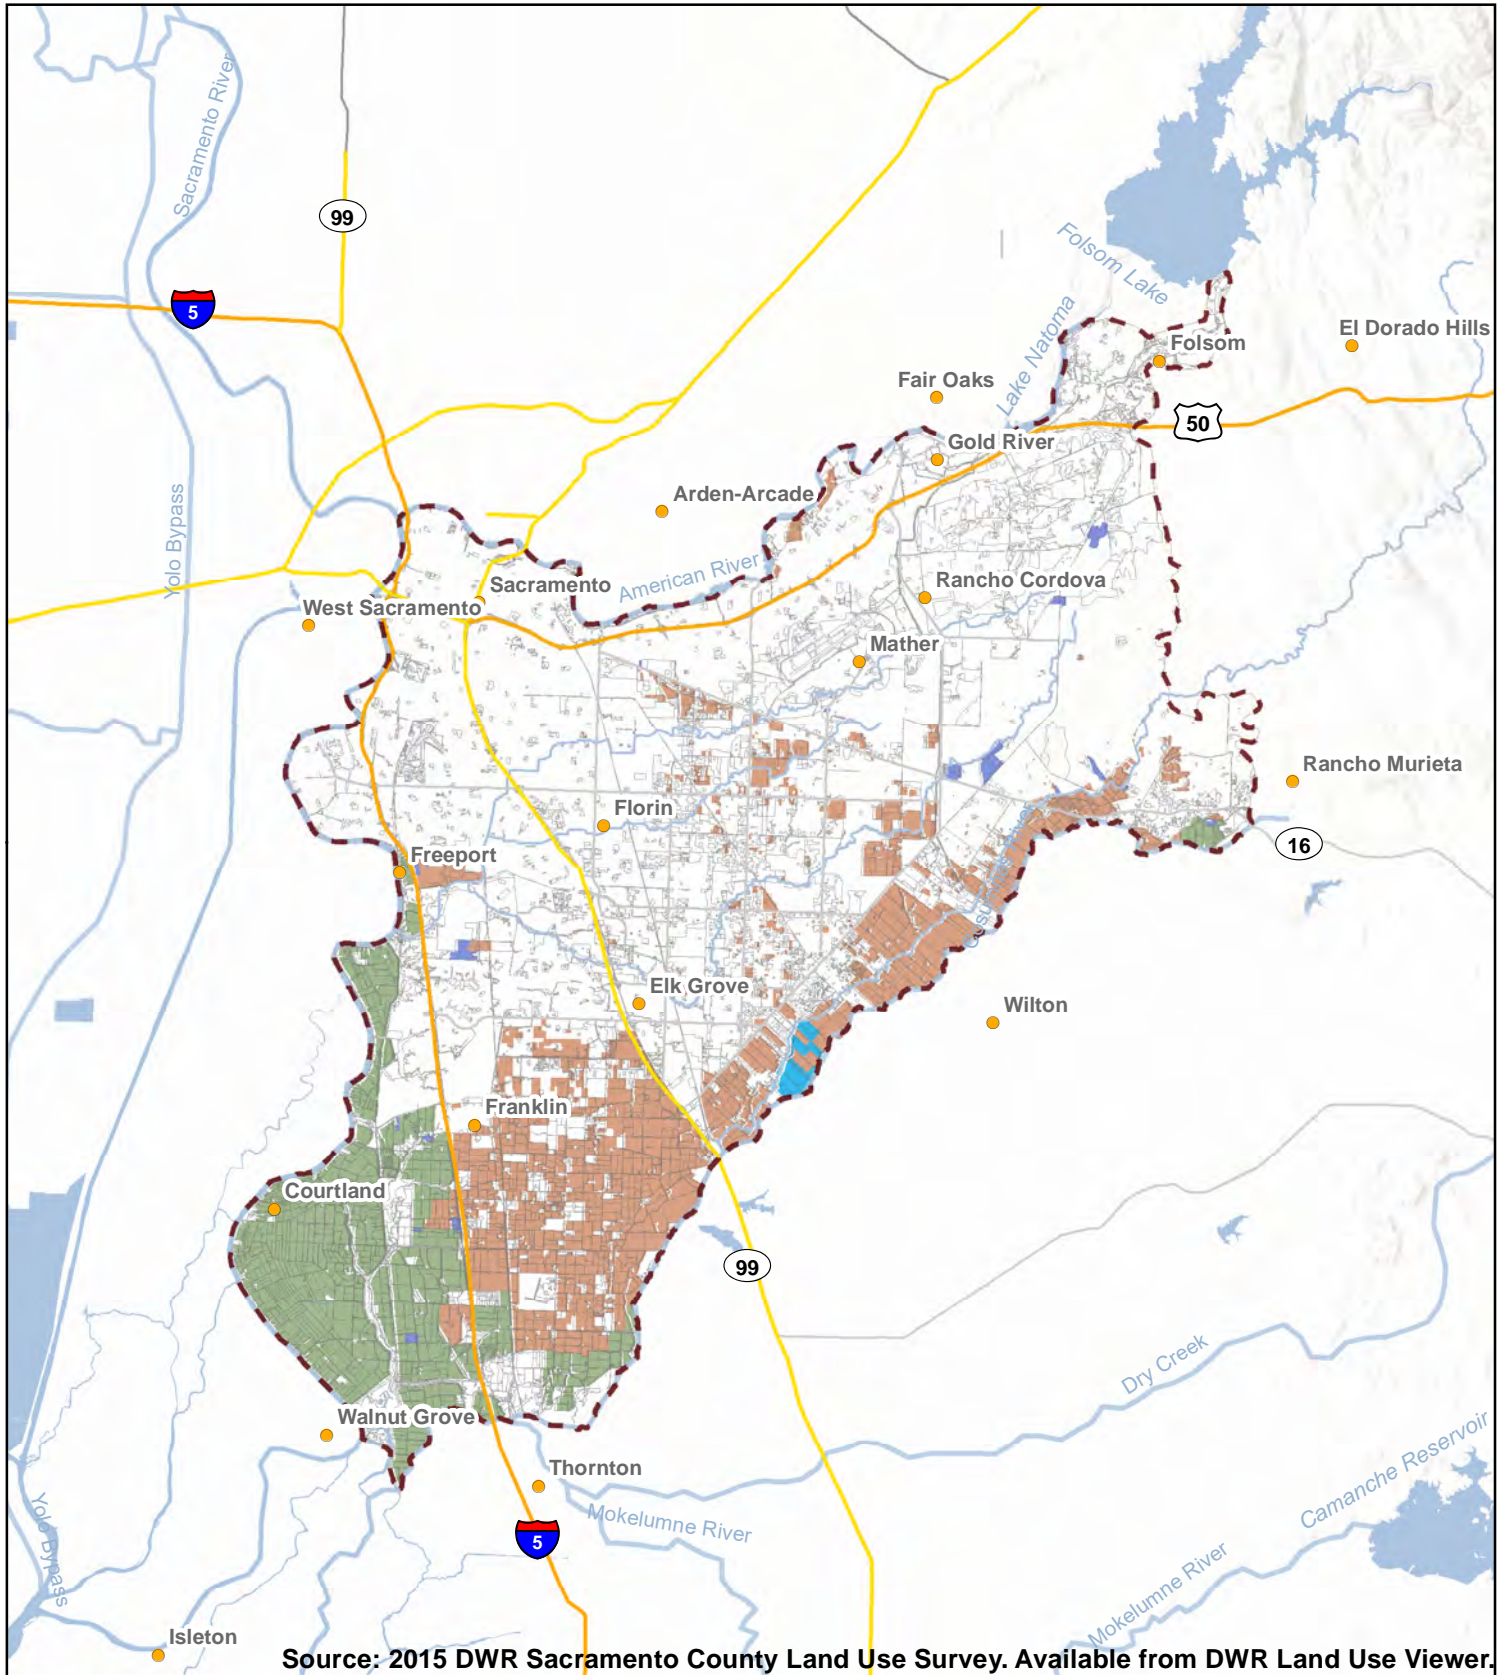 Sacramento River
99
5
Folsom Lake
Lake Natoma
El Dorado Hills
Folsom
Fair Oaks
50
Gold River
Arden-Arcade
Yolo Bypass
American River
Sacramento
Rancho Cordova
West Sacramento
Mather
Rancho Murieta
Florin
16
Freeport
Elk Grove
Wilton
Franklin
Courtland
99
Dry Creek
Walnut Grove
Camanche Reservoir
Thornton
Yolo Bypass
Mokelumne River
5
Mokelumne River
Isleton
Source: 2015 DWR Sacramento County Land Use Survey. Available from DWR Land Use Viewer.